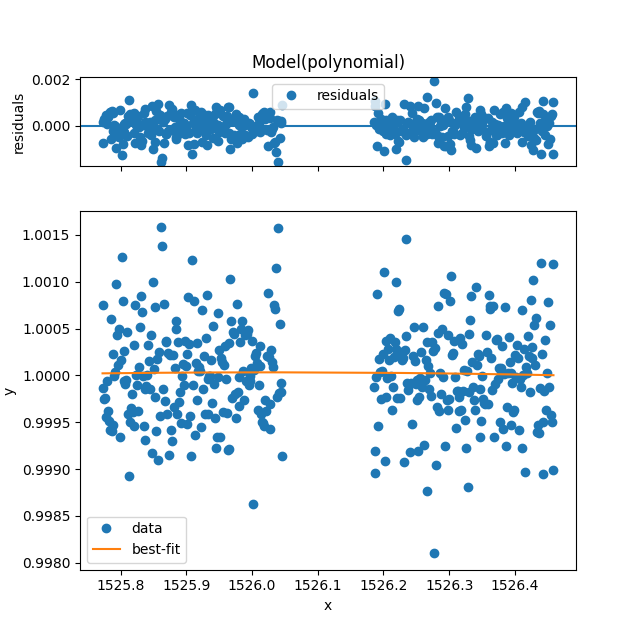 Model(polynomial)
0.002
0.000
residuals
residuals
1.0015
1.0010
1.0005
1.0000
0.9995
0.9990
0.9985
0.9980
y
data
best-fit
1525.8 1525.9 1526.0 1526.1 1526.2 1526.3 1526.4
x